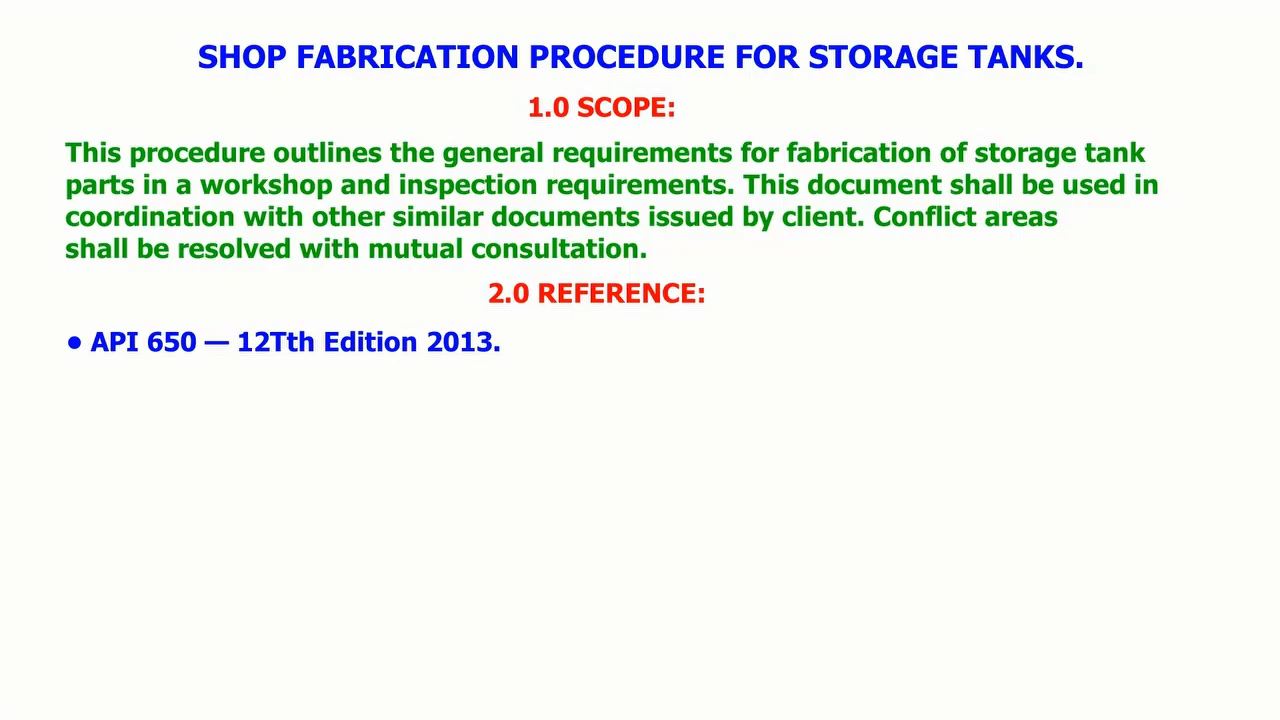 SHOP FABRICATION PROCEDURE FOR STORAGE TANKS.
1.0 SCOPE:
This procedure outlines the general requirements for fabrication of storage tank
parts in a workshop and inspection requirements. This document shall be used in
coordination with other similar documents issued by client. Conflict areas
shall be resolved with mutual consultation.
2.0 REFERENCE:
• API 650 — 12Tth Edition 2013.